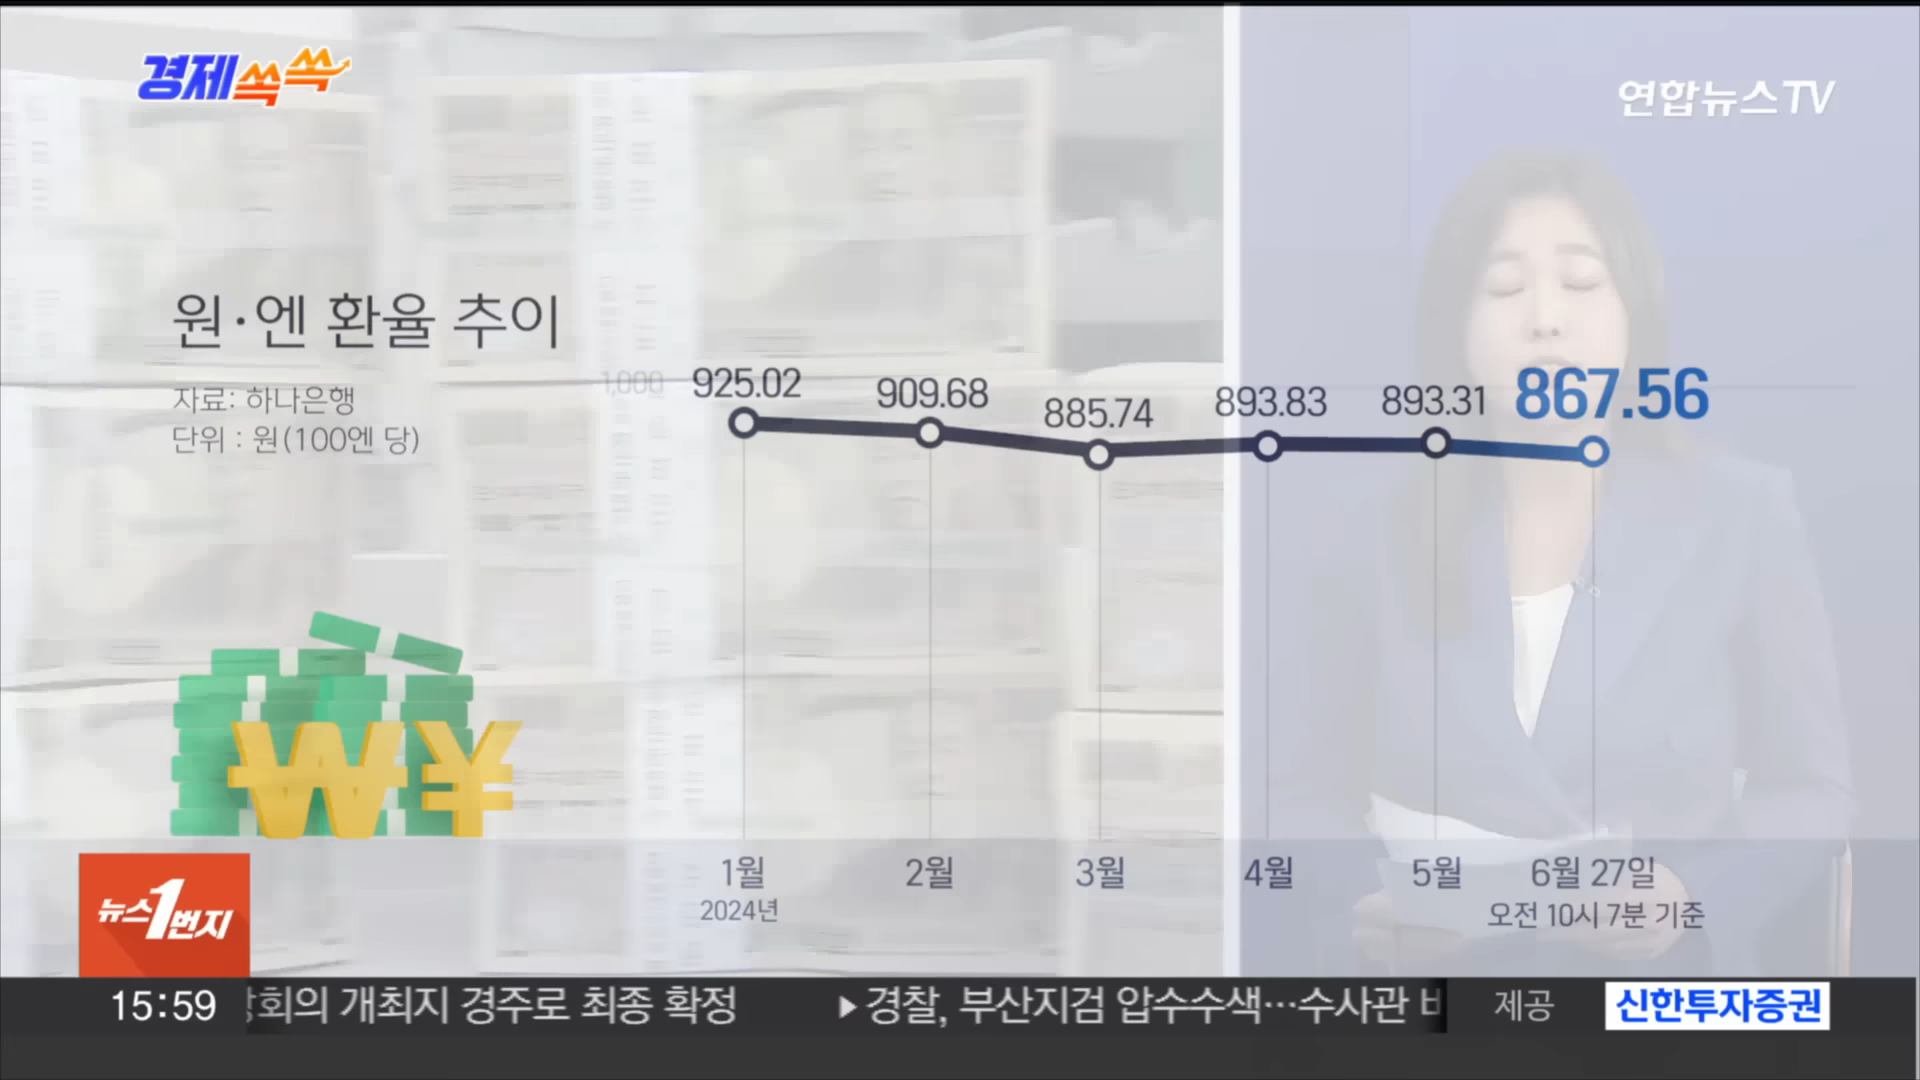 경제쏙쏙
연합뉴스TV
원·엔 환율 추이
자료: 하나은행
단위 : 원(100엔 당)
1,000
925.02
909.68
885.74
893.83
893.31
867.56
1월
2월
3월
4월
5월
6월 27일
2024년
오전 10시 7분 기준
뉴스1번지
15:59
회의 개최지 경주로 최종 확정
▶경찰, 부산지검 압수수색…수사관
제공
신한투자증권